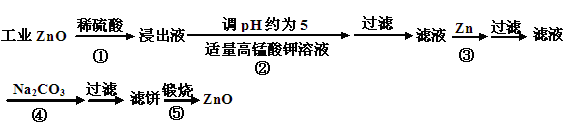 工业 ZnO 稀硫酸 ① 浸出液 调 pH 约为 5 适量高锰酸钾溶液 ② 过滤 滤液 Zn ③ 过滤 滤液
Na₂CO₃ ④ 过滤 滤饼 煅烧 ⑤ ZnO